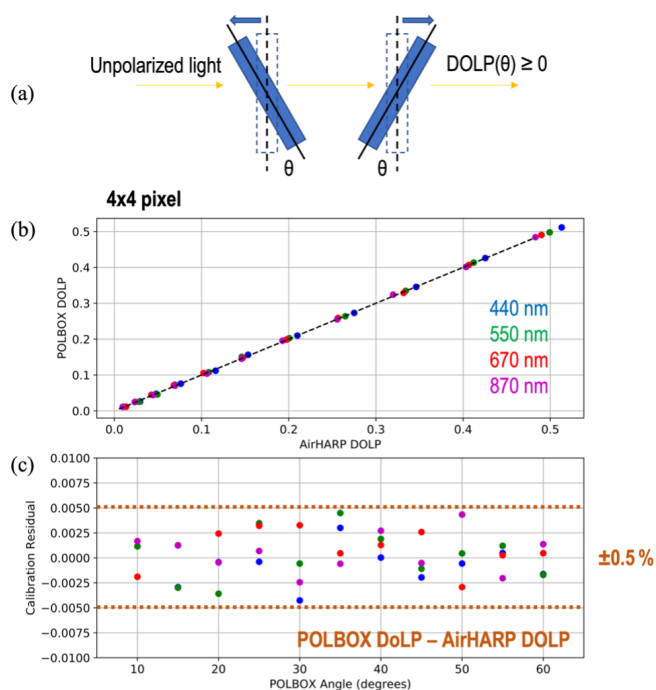 Unpolarized light
DOLP(θ) ≥ 0
(a)
θ
θ
4x4 pixel
(b)
0.5
0.4
0.3
0.2
0.1
0.0
POLBOX DOLP
440 nm
550 nm
670 nm
870 nm
0.0 0.1 0.2 0.3 0.4 0.5
AirHARP DOLP
(c)
0.0100
0.0075
0.0050
0.0025
0.0000
−0.0025
−0.0050
−0.0075
−0.0100
Calibration Residual
±0.5 %
POLBOX DoLP – AirHARP DOLP
10 20 30 40 50 60
POLBOX Angle (degrees)